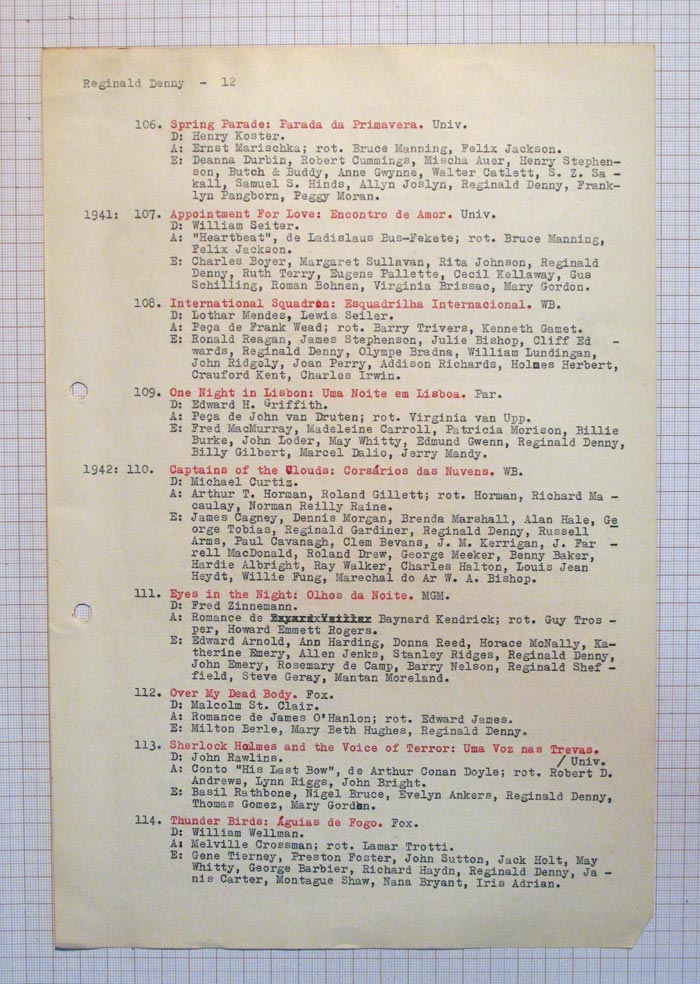 Reginald Denny - 12
106. Spring Parade: Parada da Primavera. Univ.
D: Henry Koster.
A: Ernst Marischka; rot. Bruce Manning, Felix Jackson.
E: Deanna Durbin, Robert Cummings, Mischa Auer, Henry Stephen-
son, Butch & Buddy, Anne Gwynne, Walter Catlett, S. Z. Sa-
kall, Samuel S. Hinds, Allyn Joslyn, Reginald Denny, Frank-
lyn Pangborn, Peggy Moran.
1941: 107. Appointment For Love: Encontro de Amor. Univ.
D: William Seiter.
A: "Heartbeat", de Ladislaus Bus-Fekete; rot. Bruce Manning,
Felix Jackson.
E: Charles Boyer, Margaret Sullavan, Rita Johnson, Reginald
Denny, Ruth Terry, Eugene Pallette, Cecil Kellaway, Gus
Schilling, Roman Bohnen, Virginia Brissac, Mary Gordon.
108. International Squadron: Esquadrilha Internacional. WB.
D: Lothar Mendes, Lewis Seiler.
A: Peça de Frank Wead; rot. Barry Trivers, Kenneth Gamet.
E: Ronald Reagan, James Stephenson, Julie Bishop, Cliff Ed -
wards, Reginald Denny, Olympe Bradna, William Lundingan,
John Ridgely, Joan Perry, Addison Richards, Holmes Herbert,
Crauford Kent, Charles Irwin.
109. One Night in Lisbon: Uma Noite em Lisboa. Par.
D: Edward H. Griffith.
A: Peça de John van Druten; rot. Virginia van Upp.
E: Fred MacMurray, Madeleine Carroll, Patricia Morison, Billie
Burke, John Loder, May Whitty, Edmund Gwenn, Reginald Denny,
Billy Gilbert, Marcel Dalio, Jerry Mandy.
1942: 110. Captains of the Clouds: Corsários das Nuvens. WB.
D: Michael Curtiz.
A: Arthur T. Horman, Roland Gillett; rot. Horman, Richard Ma -
caulay, Norman Reilly Raine.
E: James Cagney, Dennis Morgan, Brenda Marshall, Alan Hale, Ge
orge Tobias, Reginald Gardiner, Reginald Denny, Russell
Arms, Paul Cavanagh, Clem Bevans, J. M. Kerrigan, J. Far -
rell MacDonald, Roland Drew, George Meeker, Benny Baker,
Hardie Albright, Ray Walker, Charles Halton, Louis Jean
Heydt, Willie Fung, Marechal do Ar W. A. Bishop.
111. Eyes in the Night: Olhos da Noite. MGM.
D: Fred Zinnemann.
A: Romance de Baynard Kendrick; rot. Guy Tros -
per, Howard Emmett Rogers.
E: Edward Arnold, Ann Harding, Donna Reed, Horace McNally, Ka-
therine Emery, Allen Jenks, Stanley Ridges, Reginald Denny,
John Emery, Rosemary de Camp, Barry Nelson, Reginald Shef -
field, Steve Geray, Mantan Moreland.
112. Over My Dead Body. Fox.
D: Malcolm St. Clair.
A: Romance de James O'Hanlon; rot. Edward James.
E: Milton Berle, Mary Beth Hughes, Reginald Denny.
113. Sherlock Holmes and the Voice of Terror: Uma Voz nas Trevas.
D: John Rawlins. / Univ.
A: Conto "His Last Bow", de Arthur Conan Doyle; rot. Robert D.
Andrews, Lynn Riggs, John Bright.
E: Basil Rathbone, Nigel Bruce, Evelyn Ankers, Reginald Denny,
Thomas Gomez, Mary Gordon.
114. Thunder Birds: Águias de Fogo. Fox.
D: William Wellman.
A: Melville Crossman; rot. Lamar Trotti.
E: Gene Tierney, Preston Foster, John Sutton, Jack Holt, May
Whitty, George Barbier, Richard Haydn, Reginald Denny, Ja -
nis Carter, Montague Shaw, Nana Bryant, Iris Adrian.